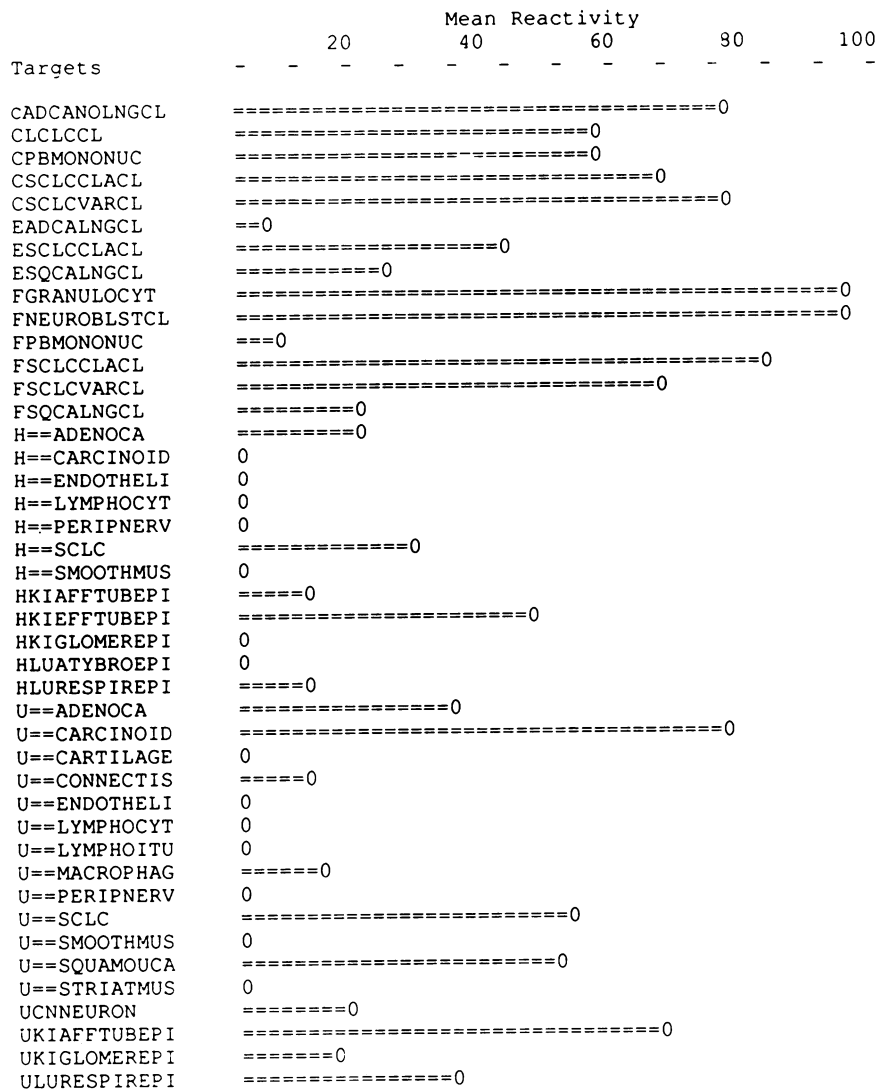 Mean Reactivity
20 40 60 80 100
Targets - - - - - - - - - - - - -
CADCANOLNGCL =====================================0
CLCLCCL ===========================0
CPBMONONUC ===========================0
CSCLCCLACL ================================0
CSCLCVARCL =====================================0
EADCALNGCL ==0
ESCLCCLACL ====================0
ESQCALNGCL ===========0
FGRANULOCYT ==============================================0
FNEUROBLSTCL ==============================================0
FPBMONONUC ===0
FSCLCCLACL ========================================0
FSCLCVARCL ================================0
FSQCALNGCL =========0
H==ADENOCA =========0
H==CARCINOID 0
H==ENDOTHELI 0
H==LYMPHOCYT 0
H==PERIPNERV 0
H==SCLC =============0
H==SMOOTHMUS 0
HKIAFFTUBEPI =====0
HKIEFFTUBEPI ======================0
HKIGLOMEREPI 0
HLUATYBROEPI 0
HLURESPIREPI =====0
U==ADENOCA ================0
U==CARCINOID =====================================0
U==CARTILAGE 0
U==CONNECTIS =====0
U==ENDOTHELI 0
U==LYMPHOCYT 0
U==LYMPHOITU 0
U==MACROPHAG ======0
U==PERIPNERV 0
U==SCLC =========================0
U==SMOOTHMUS 0
U==SQUAMOUCA ========================0
U==STRIATMUS 0
UCNNEURON ========0
UKIAFFTUBEPI ================================0
UKIGLOMEREPI =======0
ULURESPIREPI ================0